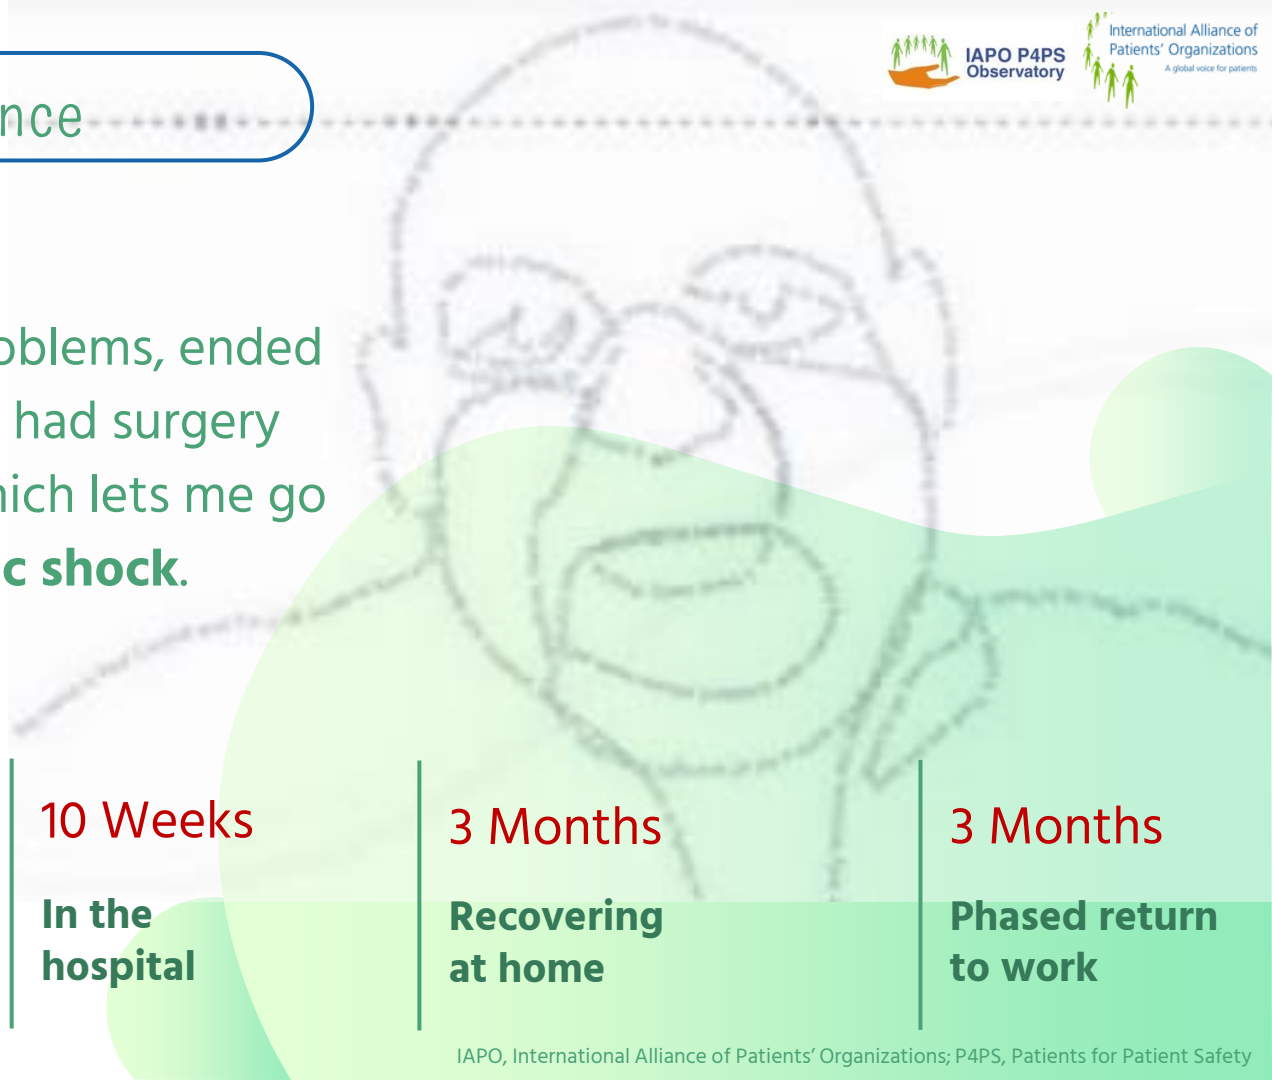 IAPO P4PS
Observatory
International Alliance of
Patients' Organizations
A global voice for patients
nce
oblems, ended
had surgery
hich lets me go
c shock.
10 Weeks
In the
hospital
3 Months
Recovering
at home
3 Months
Phased return
to work
IAPO, International Alliance of Patients' Organizations; P4PS, Patients for Patient Safety